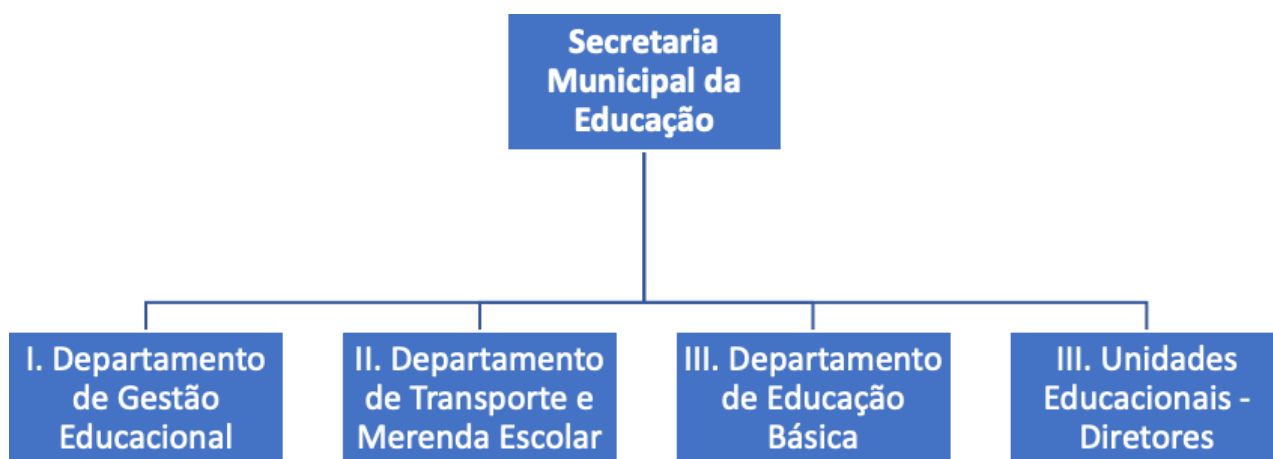 Secretaria
Municipal da
Educação
I. Departamento
de Gestão
Educacional
II. Departamento
de Transporte e
Merenda Escolar
III. Departamento
de Educação
Básica
III. Unidades
Educacionais -
Diretores